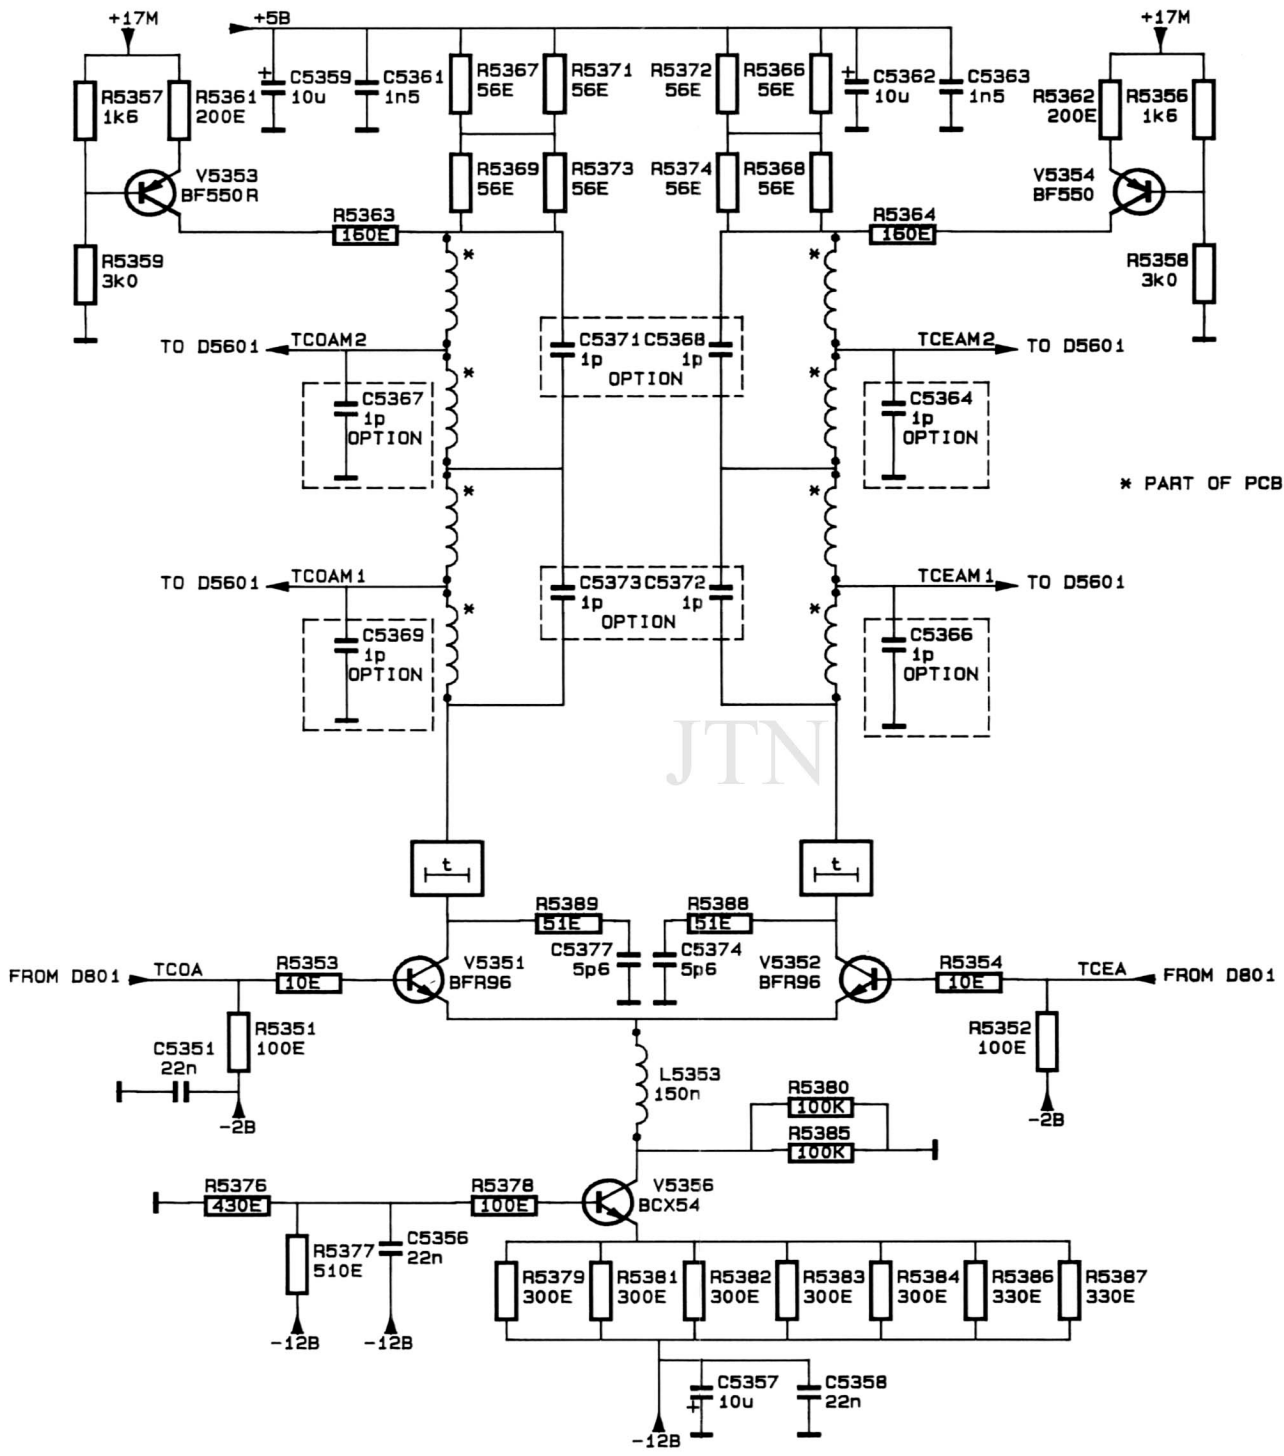 +17M
+5B
+17M
R5357
1k6
R5361
200E
C5359
10u
+
C5361
1n5
R5367
56E
R5371
56E
R5372
56E
R5366
56E
+
C5362
10u
C5363
1n5
R5362
200E
R5356
1k6
V5353
BF550R
R5369
56E
R5373
56E
R5374
56E
R5368
56E
V5354
BF550
R5363
160E
R5364
160E
R5359
3k0
R5358
3k0
*
*
TO D5601
TCOAM2
C5371
1p
C5368
1p
OPTION
TCEAM2
TO D5601
*
*
C5367
1p
OPTION
C5364
1p
OPTION
*
*
* PART OF PCB
TO D5601
TCOAM1
C5373
1p
C5372
1p
OPTION
TCEAM1
TO D5601
*
*
C5369
1p
OPTION
C5366
1p
OPTION
JTN
t
t
R5389
51E
R5388
51E
C5377
5p6
C5374
5p6
FROM D801
TCOA
R5353
10E
V5351
BFR96
V5352
BFR96
R5354
10E
TCEA
FROM D801
R5351
100E
C5351
22n
-2B
R5352
100E
-2B
L5353
150n
R5380
100K
R5385
100K
R5376
430E
R5378
100E
V5356
BCX54
R5377
510E
C5356
22n
-12B
-12B
R5379
300E
R5381
300E
R5382
300E
R5383
300E
R5384
300E
R5386
330E
R5387
330E
C5357
10u
+
C5358
22n
-12B